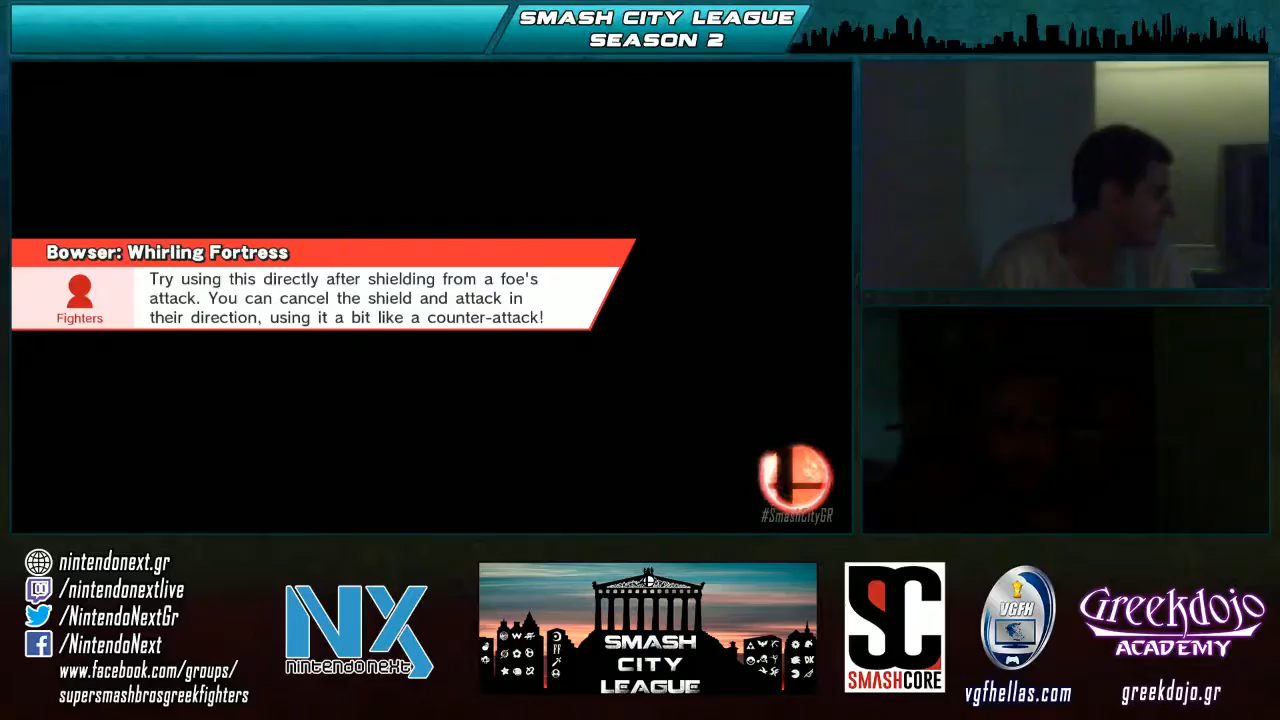 SMASH CITY LEAGUE
SEASON 2
Bowser: Whirling Fortress
Try using this directly after shielding from a foe's
attack. You can cancel the shield and attack in
their direction, using it a bit like a counter-attack!
Fighters
#SmashCityGR
nintendonext.gr
/nintendonextlive
/NintendoNextGr
/NintendoNext
www.facebook.com/groups/
supersmashbrosgreekfighters
NX
nintendo next
SMASH
CITY
LEAGUE
SC
SMASHCORE
VGFH
vgfhellas.com
Greekdojo
ACADEMY
greekdojo.gr